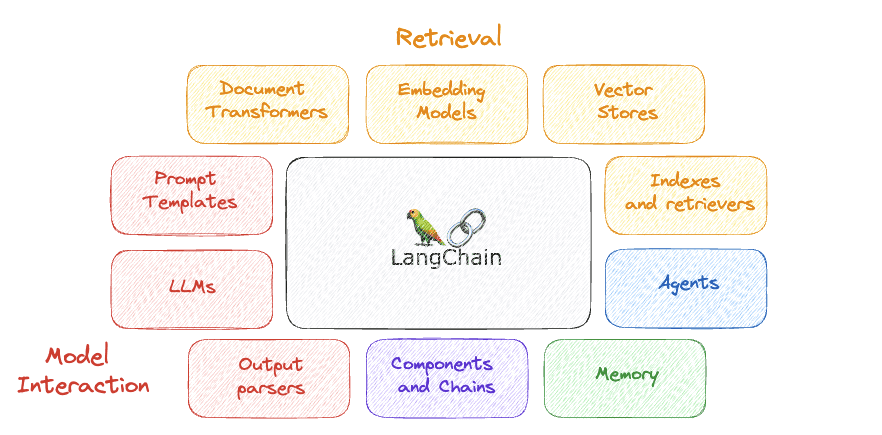 Retrieval
Document
Transformers
Embedding
Models
Vector
Stores
Prompt
Templates
LangChain
Indexes
and retrievers
LLMs
Agents
Model
Interaction
Output
parsers
Components
and Chains
Memory